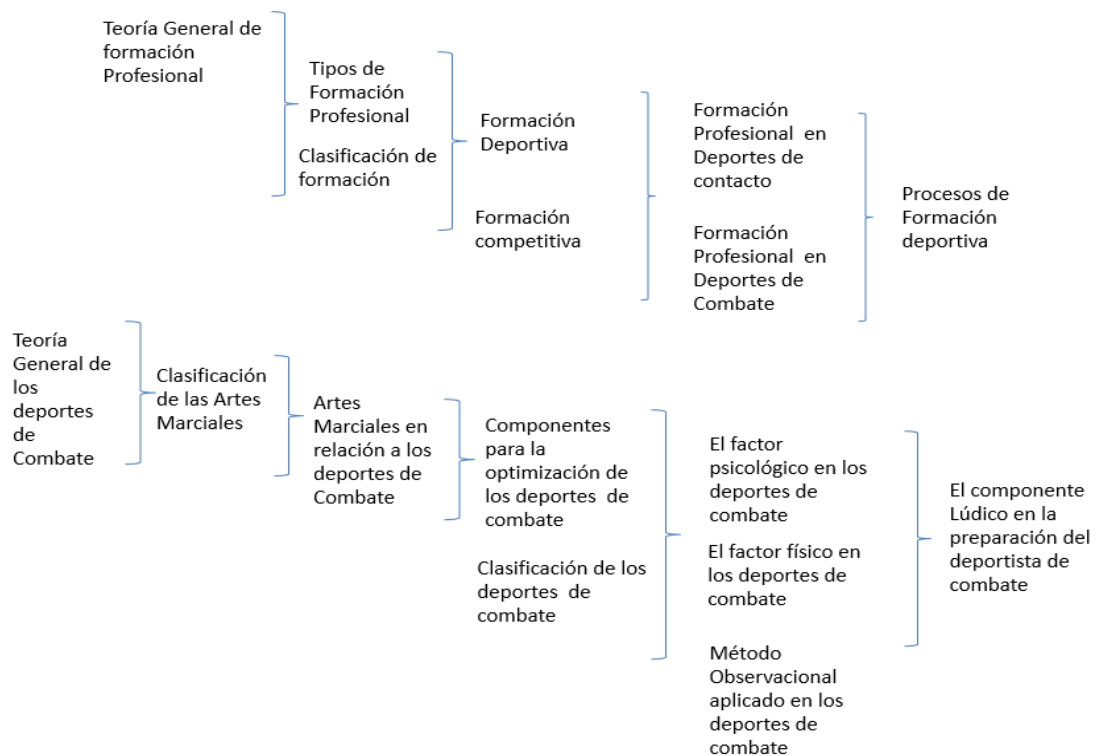 Teoría General de
formación
Profesional
Tipos de
Formación
Profesional
Clasificación de
formación
Formación
Deportiva
Formación
competitiva
Formación
Profesional en
Deportes de
contacto
Formación
Profesional en
Deportes de
Combate
Procesos de
Formación
deportiva
Teoría
General de
los
deportes
de
Combate
Clasificación
de las Artes
Marciales
Artes
Marciales en
relación a los
deportes de
Combate
Componentes
para la
optimización de
los deportes de
combate
Clasificación de los
deportes de
combate
El factor
psicológico en los
deportes de
combate
El factor físico en
los deportes de
combate
Método
Observacional
aplicado en los
deportes de
combate
El componente
Lúdico en la
preparación del
deportista de
combate